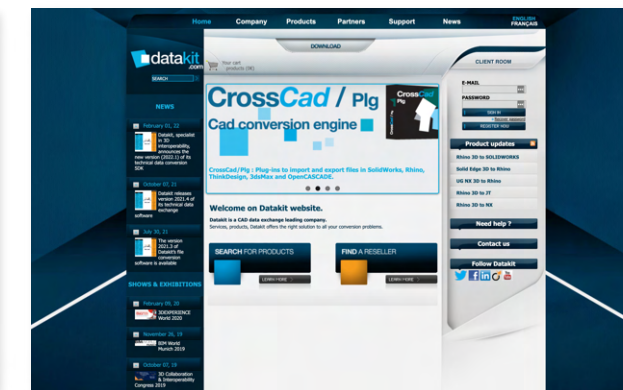 Home Company Products Partners Support News
ENGLISH
FRANÇAIS
datakit
.com
SEARCH
NEWS
February 01, 22
Datakit, specialist
in 3D
interoperability,
announces the
new version (2022.1) of its
technical data conversion
SDK
October 07, 21
Datakit releases
version 2021.4 of
its technical data
exchange
software
July 30, 21
The version
2021.3 of
Datakit's file
conversion
software is available
SHOWS & EXHIBITIONS
February 09, 20
3DEXPERIENCE
World 2020
November 26, 19
BIM World
Munich 2019
October 07, 19
3D Collaboration
& Interoperability
Congress 2019
DOWNLOAD
Your cart
products (0€)
CrossCad / Plg
Cad conversion engine
CrossCad
Plg
CrossCad/Plg : Plug-ins to import and export files in SolidWorks, Rhino,
ThinkDesign, 3dsMax and OpenCASCADE.
Welcome on Datakit website.
Datakit is a CAD data exchange leading company.
Services, products, Datakit offers the right solution to all your conversion problems.
SEARCH FOR PRODUCTS
LEARN MORE
FIND A RESELLER
LEARN MORE
CLIENT ROOM
E-MAIL
PASSWORD
SIGN IN
REGISTER NOW
Product updates
Rhino 3D to SOLIDWORKS
Solid Edge 3D to Rhino
UG NX 3D to Rhino
Rhino 3D to JT
Rhino 3D to NX
Need help ?
Contact us
Follow Datakit